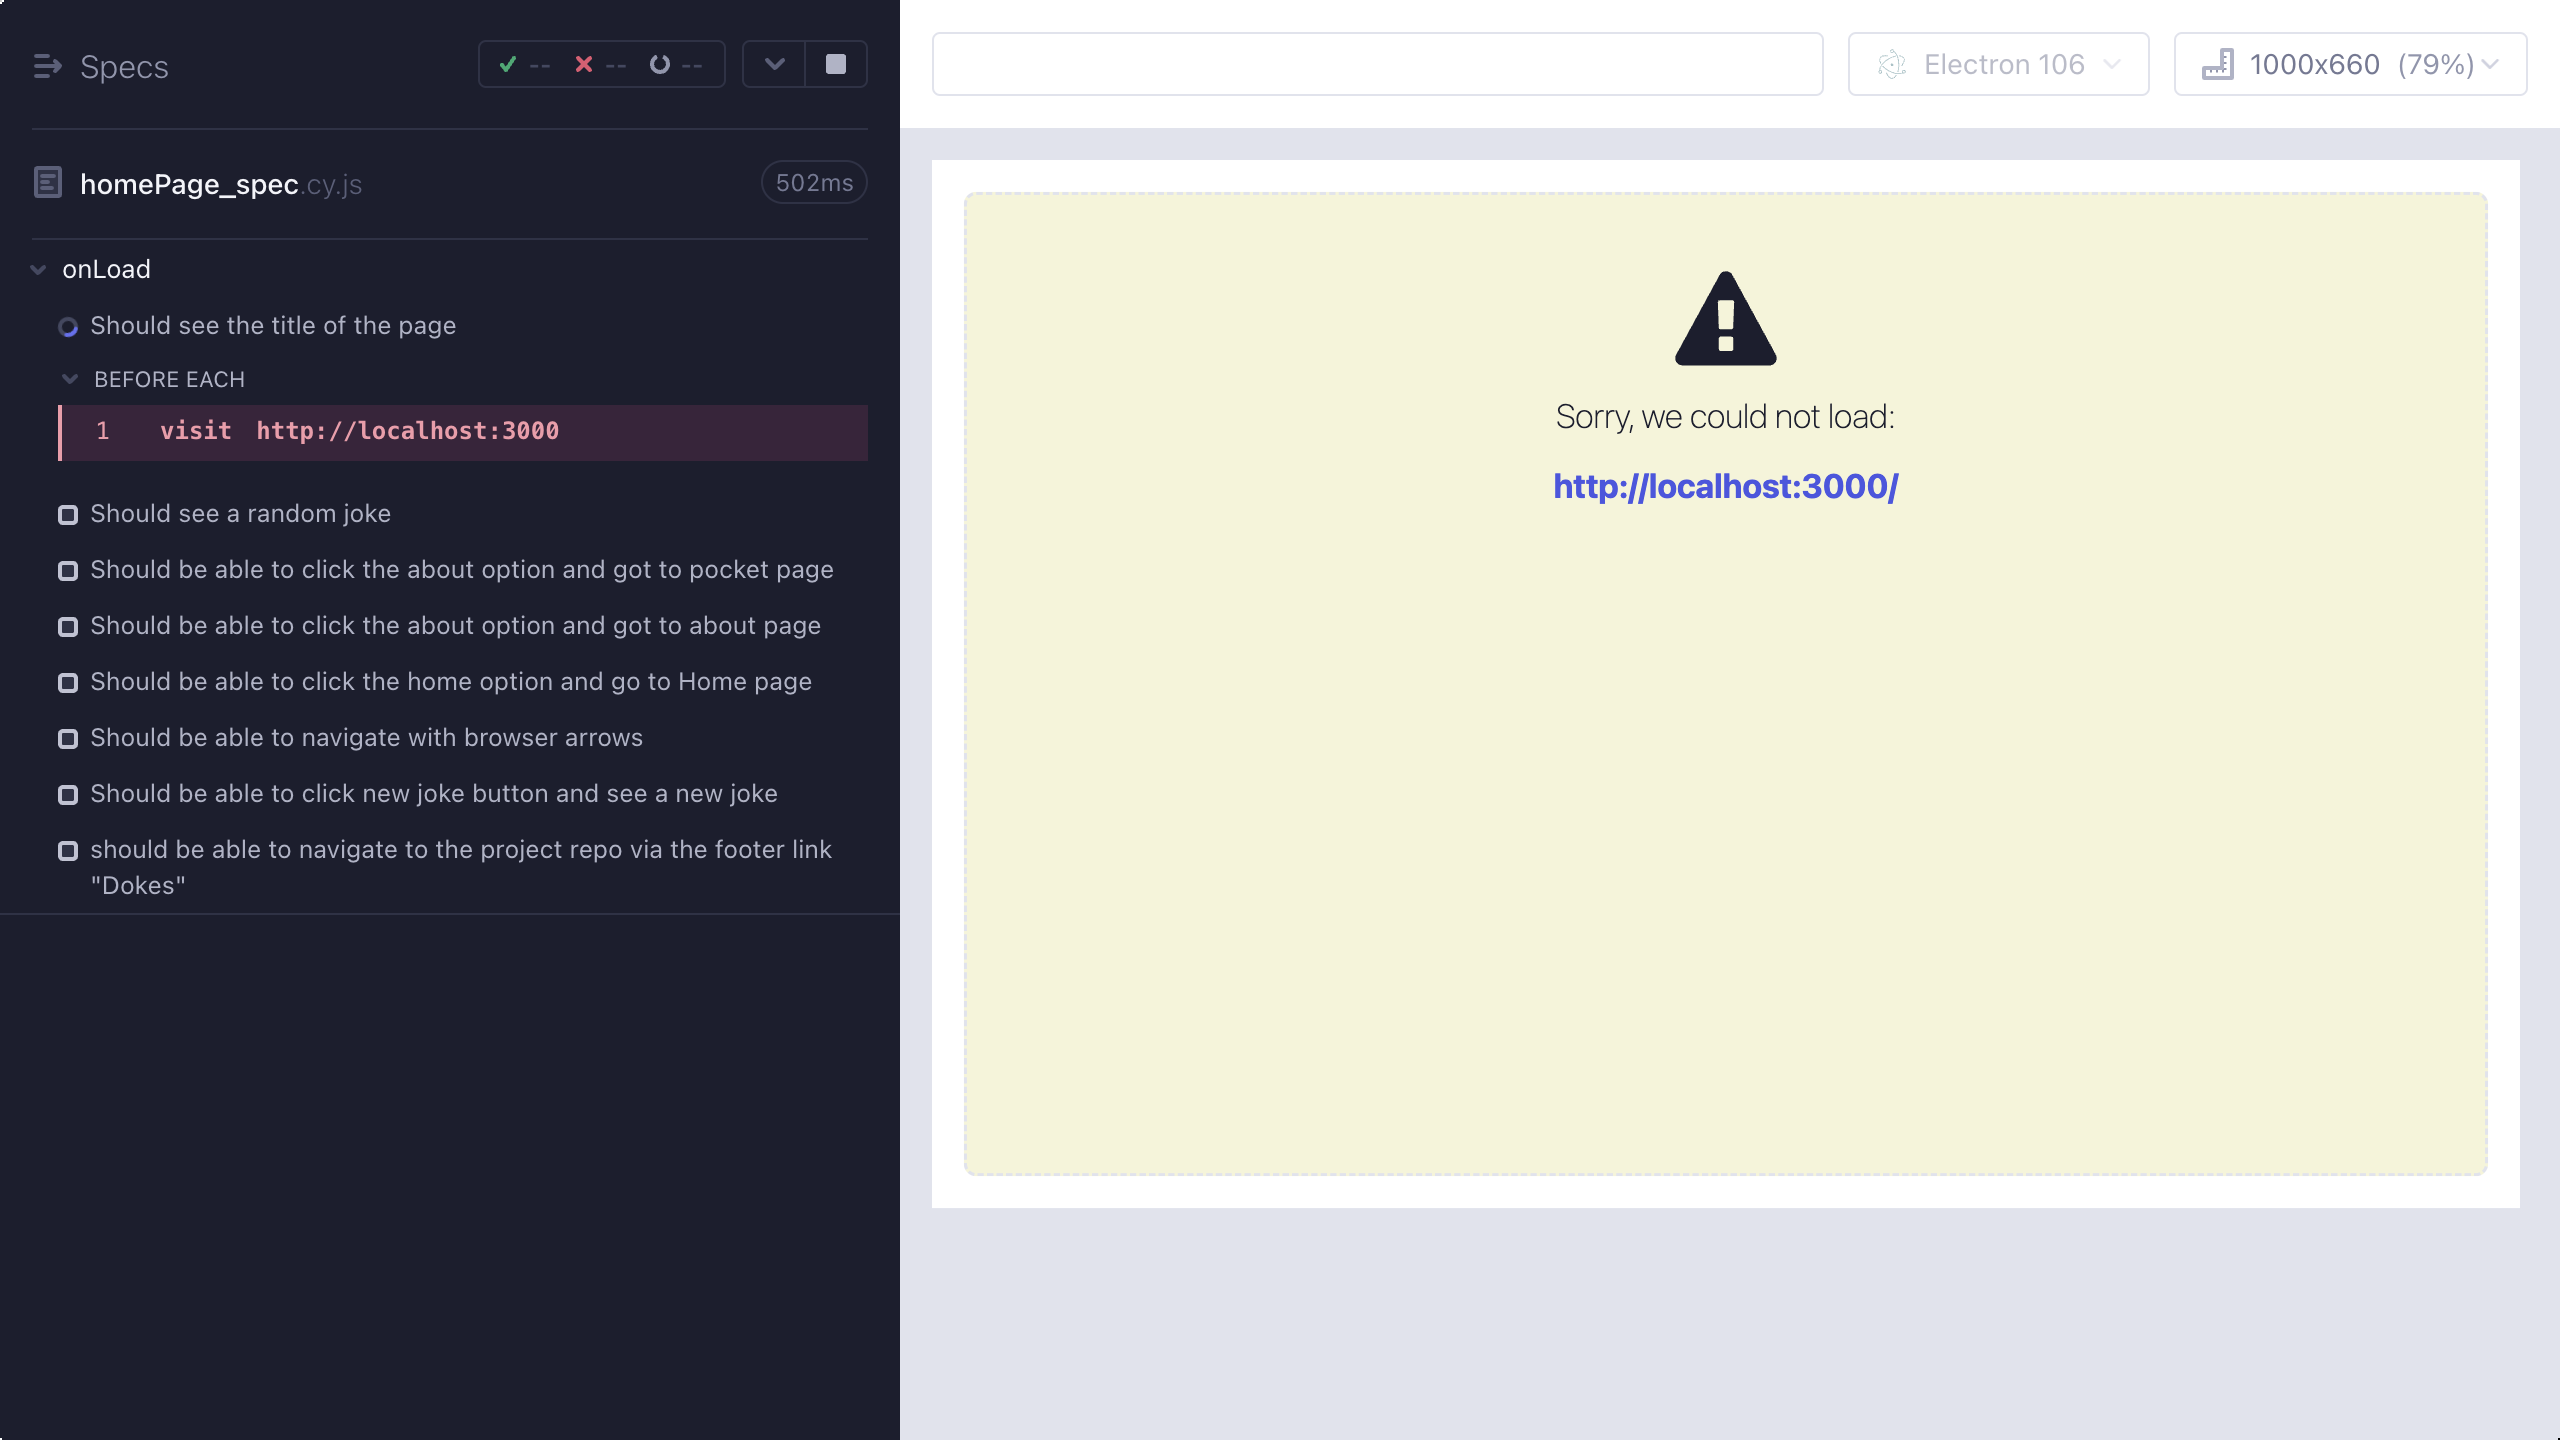 Specs
-- -- --
homePage_spec.cy.js
502ms
onLoad
Should see the title of the page
BEFORE EACH
1 visit http://localhost:3000
Should see a random joke
Should be able to click the about option and got to pocket page
Should be able to click the about option and got to about page
Should be able to click the home option and go to Home page
Should be able to navigate with browser arrows
Should be able to click new joke button and see a new joke
should be able to navigate to the project repo via the footer link
"Dokes"
Electron 106
1000x660 (79%)
Sorry, we could not load:
http://localhost:3000/